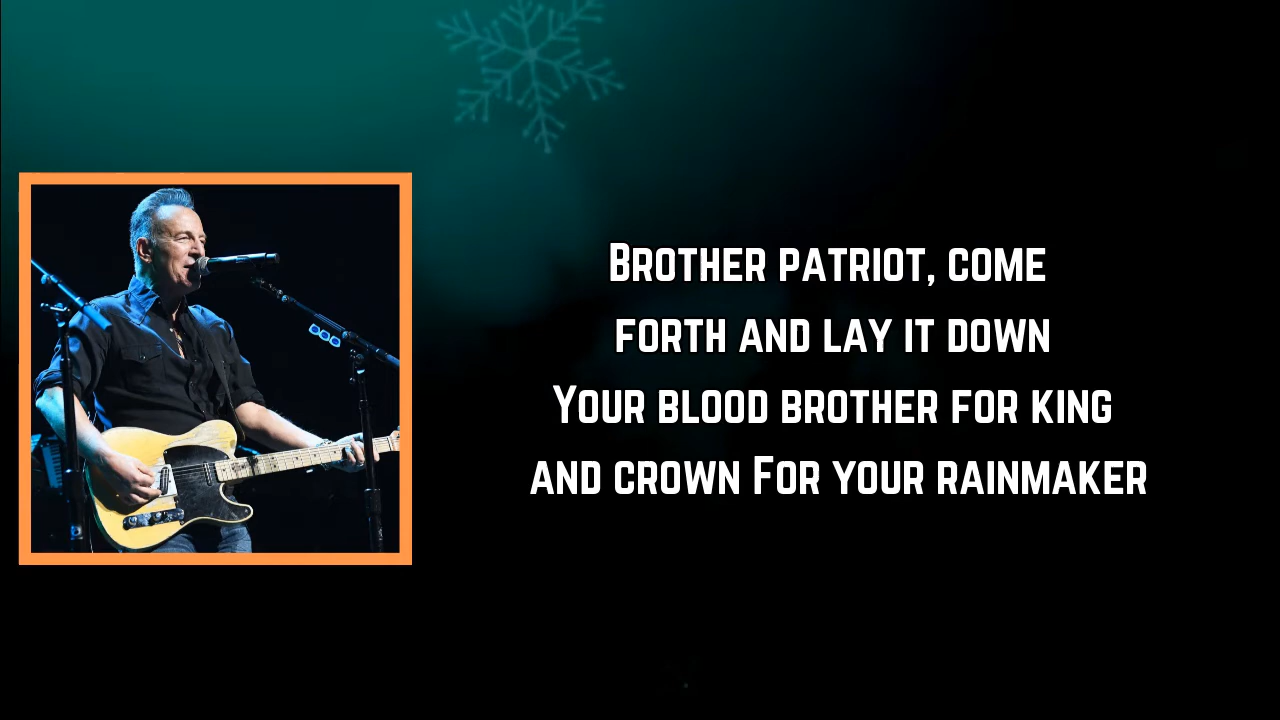 Brother patriot, come
forth and lay it down
Your blood brother for king
and crown For your rainmaker